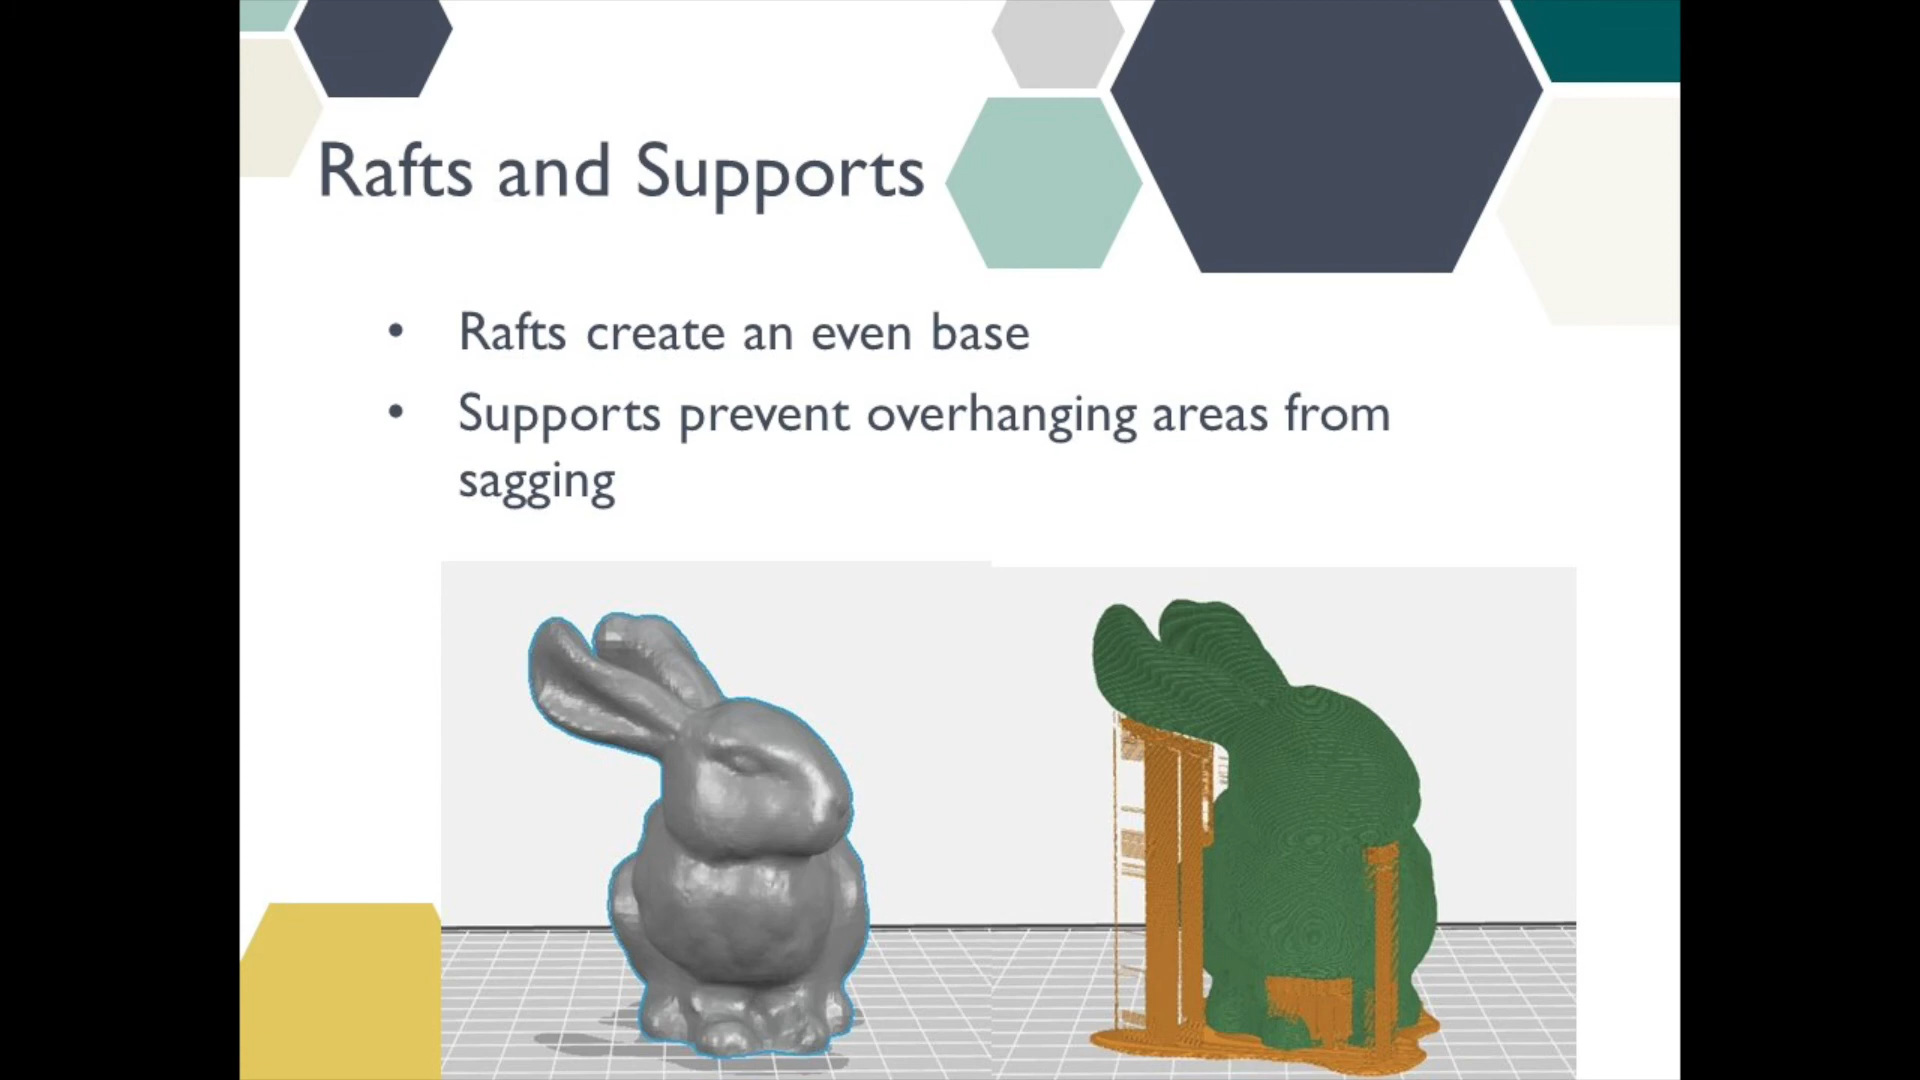 Rafts and Supports
• Rafts create an even base
• Supports prevent overhanging areas from
sagging